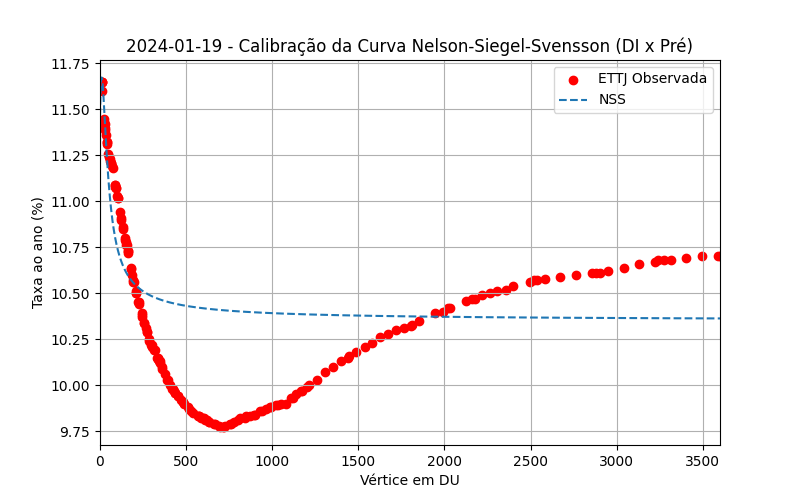 2024-01-19 - Calibração da Curva Nelson-Siegel-Svensson (DI x Pré)
ETTJ Observada
NSS
Taxa ao ano (%)
11.75
11.50
11.25
11.00
10.75
10.50
10.25
10.00
9.75
0 500 1000 1500 2000 2500 3000 3500
Vértice em DU